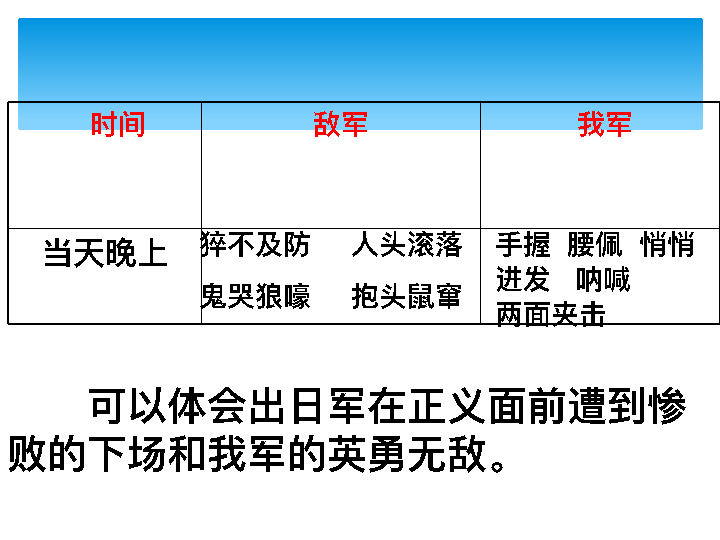 时间 敌军 我军
当天晚上 猝不及防 人头滚落 手握 腰佩 悄悄
鬼哭狼嚎 抱头鼠窜 进发 呐喊
两面夹击
可以体会出日军在正义面前遭到惨
败的下场和我军的英勇无敌。